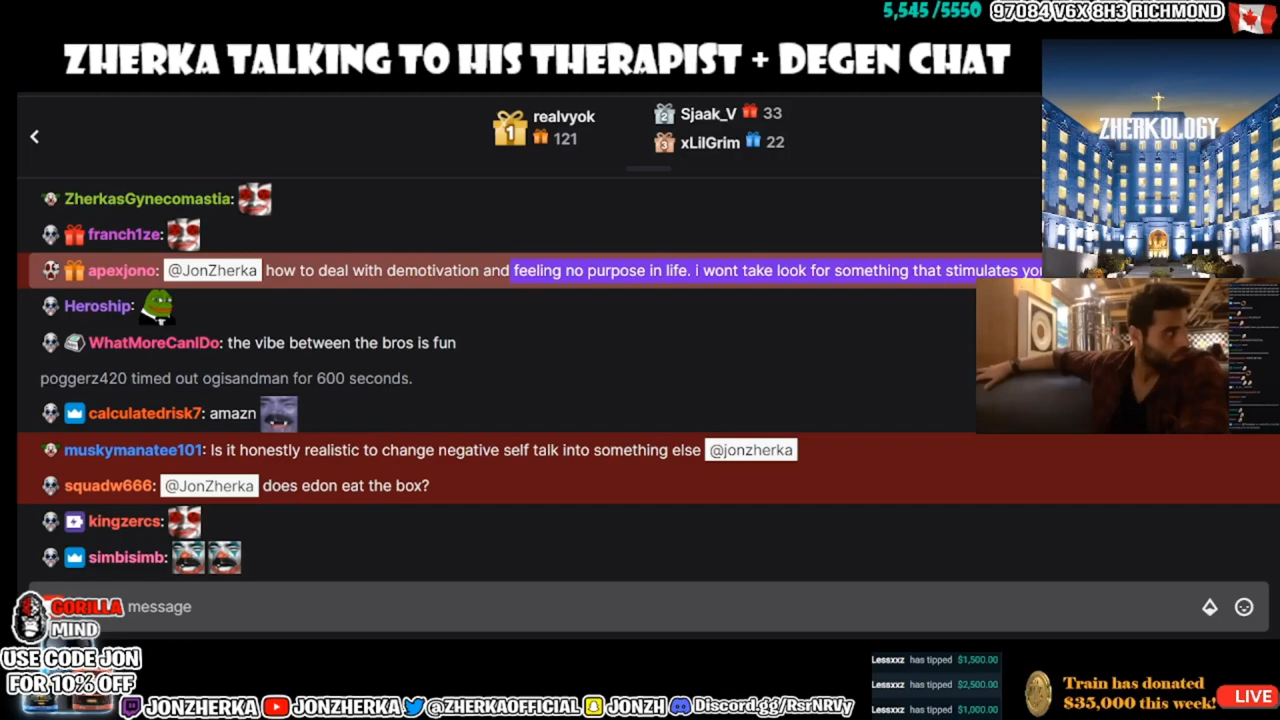 5,545 /5550
97084 V6X 8H3 RICHMOND
ZHERKA TALKING TO HIS THERAPIST + DEGEN CHAT
1 realvyok
121
2 Sjaak_V 33
3 xLilGrim 22
ZHERKOLOGY
ZherkasGynecomastia:
franch1ze:
apexjono: @JonZherka how to deal with demotivation and feeling no purpose in life. i wont take look for something that stimulates you
Heroship:
WhatMoreCanIDo: the vibe between the bros is fun
poggerz420 timed out ogisandman for 600 seconds.
calculatedrisk7: amazn
muskymanatee101: Is it honestly realistic to change negative self talk into something else @jonzherka
squadw666: @JonZherka does edon eat the box?
kingzercs:
simbisimb:
message
GORILLA
MIND
USE CODE JON
FOR 10% OFF
Lessxxz has tipped $1,500.00
Lessxxz has tipped $2,500.00
Lessxxz has tipped $1,000.00
Train has donated
$35,000 this week!
LIVE
JONZHERKA JONZHERKA @ZHERKAOFFICIAL JONZH Discord.gg/RsrNRVy